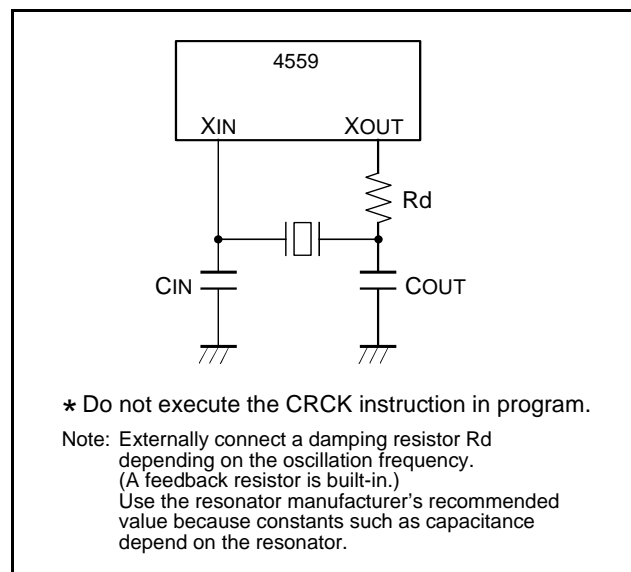 4559
XIN XOUT
Rd
CIN COUT
* Do not execute the CRCK instruction in program.
Note: Externally connect a damping resistor Rd
depending on the oscillation frequency.
(A feedback resistor is built-in.)
Use the resonator manufacturer's recommended
value because constants such as capacitance
depend on the resonator.